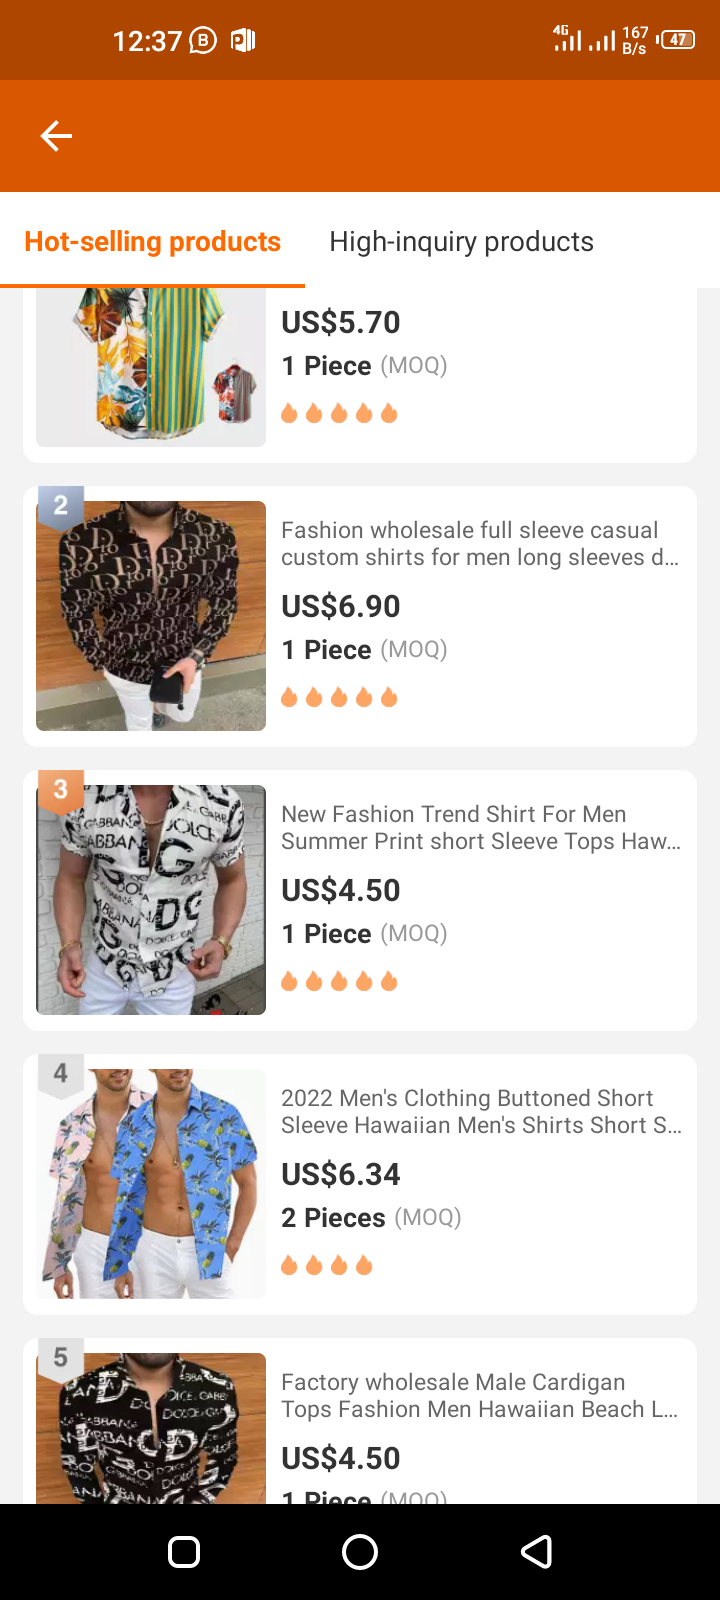 12:37
4G
167
B/s
47
Hot-selling products
High-inquiry products
US$5.70
1 Piece (MOQ)
2
Fashion wholesale full sleeve casual
custom shirts for men long sleeves d...
US$6.90
1 Piece (MOQ)
3
New Fashion Trend Shirt For Men
Summer Print short Sleeve Tops Haw...
US$4.50
1 Piece (MOQ)
4
2022 Men's Clothing Buttoned Short
Sleeve Hawaiian Men's Shirts Short S...
US$6.34
2 Pieces (MOQ)
5
Factory wholesale Male Cardigan
Tops Fashion Men Hawaiian Beach L...
US$4.50
1 Piece (MOQ)